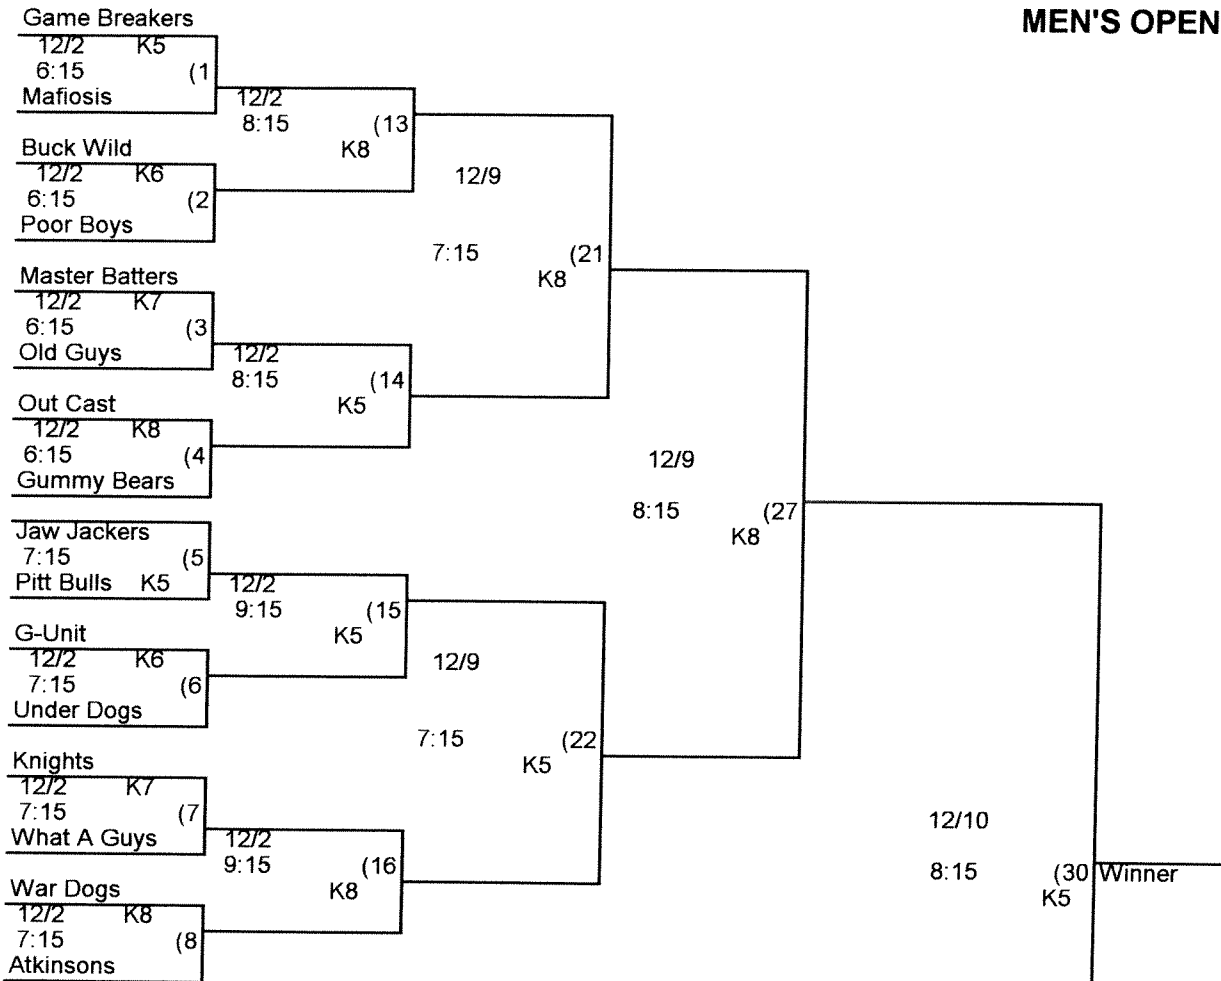 MEN'S OPEN
Game Breakers
12/2 K5
6:15 (1
Mafiosis
12/2
8:15 (13
K8
Buck Wild
12/2 K6
6:15 (2
Poor Boys
12/9
7:15 (21
K8
Master Batters
12/2 K7
6:15 (3
Old Guys
12/2
8:15 (14
K5
Out Cast
12/2 K8
6:15 (4
Gummy Bears
12/9
8:15 (27
K8
Jaw Jackers
7:15 (5
Pitt Bulls K5
12/2
9:15 (15
K5
G-Unit
12/2 K6
7:15 (6
Under Dogs
12/9
7:15 (22
K5
Knights
12/2 K7
7:15 (7
What A Guys
12/2
9:15 (16
K8
War Dogs
12/2 K8
7:15 (8
Atkinsons
12/10
8:15 (30 Winner
K5